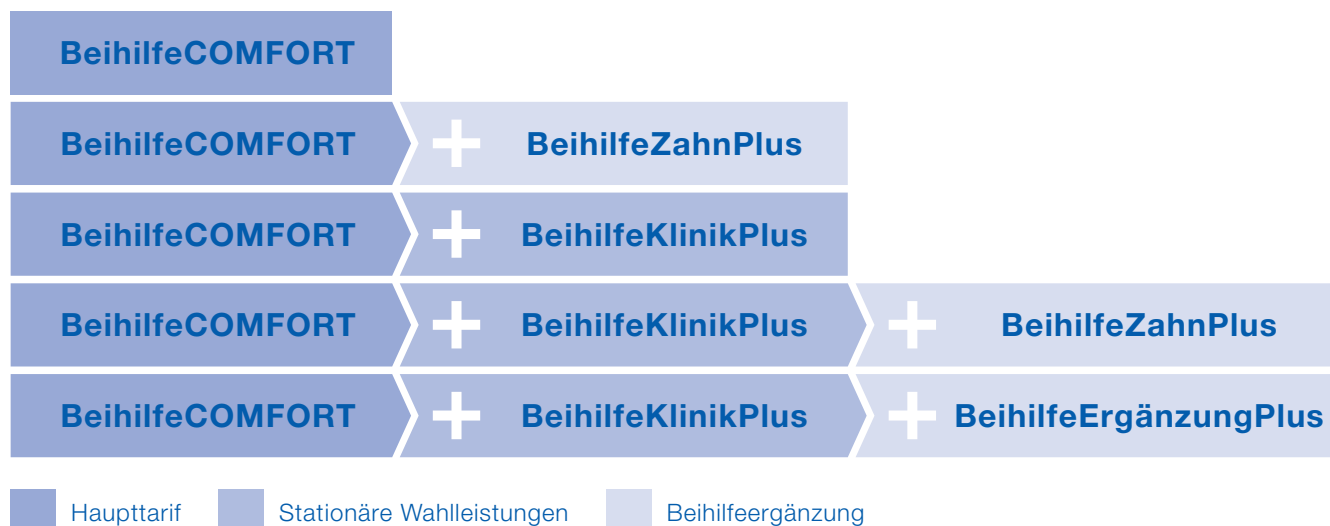 BeihilfeCOMFORT
BeihilfeCOMFORT + BeihilfeZahnPlus
BeihilfeCOMFORT + BeihilfeKlinikPlus
BeihilfeCOMFORT + BeihilfeKlinikPlus + BeihilfeZahnPlus
BeihilfeCOMFORT + BeihilfeKlinikPlus + BeihilfeErgänzungPlus
Haupttarif Stationäre Wahlleistungen Beihilfeergänzung